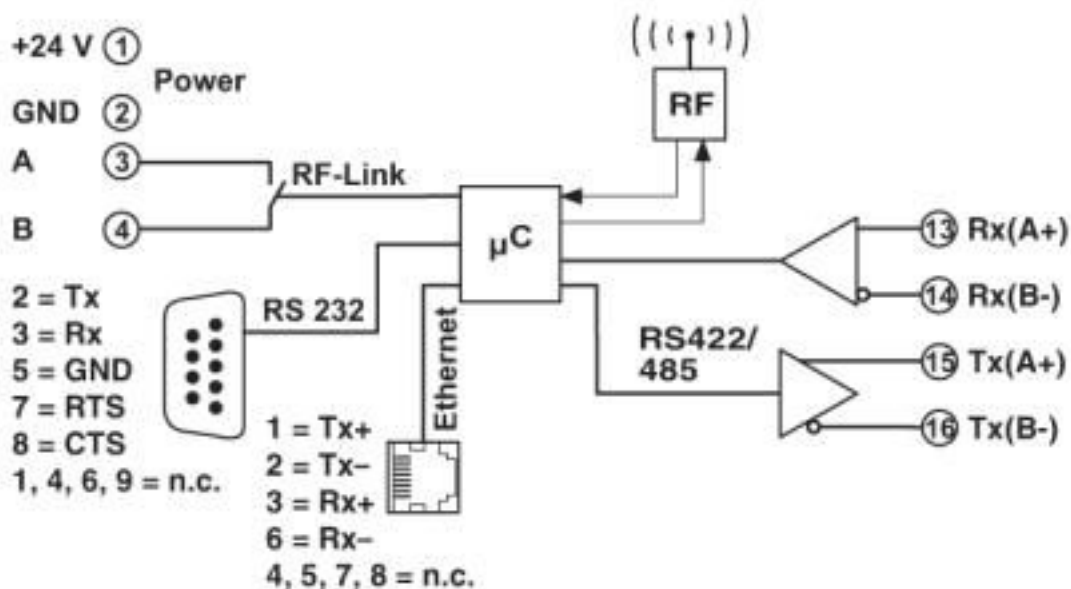 +24 V 1
Power
GND 2
A 3
B 4
RF-Link
RF
µC
13 Rx(A+)
14 Rx(B-)
RS422/
485
15 Tx(A+)
16 Tx(B-)
RS 232
2 = Tx
3 = Rx
5 = GND
7 = RTS
8 = CTS
1, 4, 6, 9 = n.c.
Ethernet
1 = Tx+
2 = Tx–
3 = Rx+
6 = Rx–
4, 5, 7, 8 = n.c.